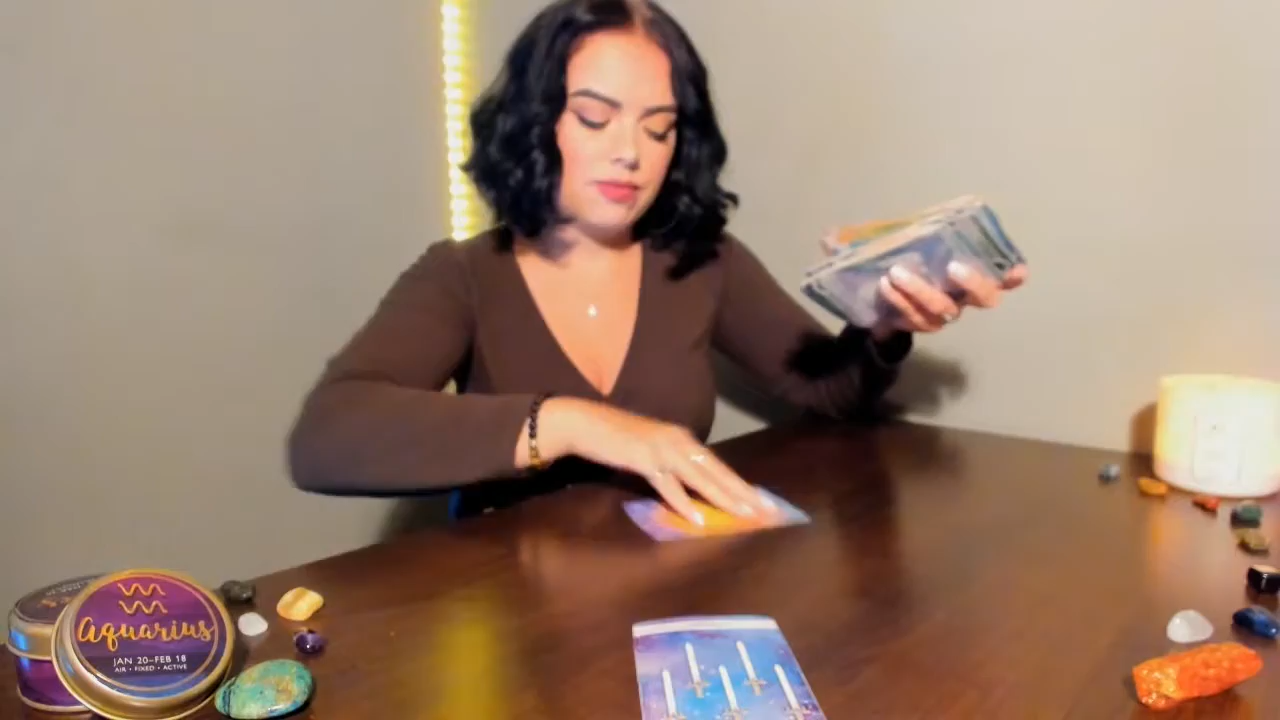 Aquarius
JAN 20–FEB 18
AIR • FIXED • ACTIVE